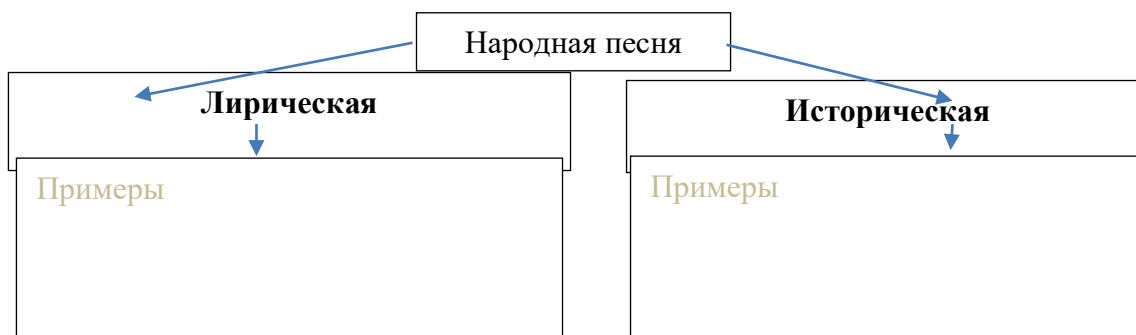 Народная песня
Лирическая
Историческая
Примеры
Примеры